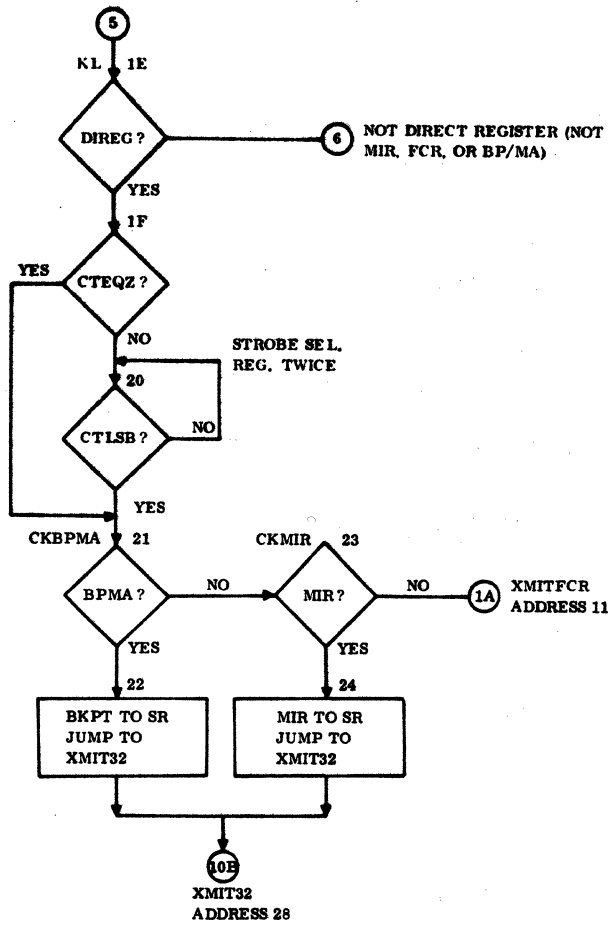 5
KL 1E
DIREG?
6
NOT DIRECT REGISTER (NOT
MIR, FCR, OR BP/MA)
YES
1F
YES
CTEQZ?
NO
STROBE SEL.
REG. TWICE
20
CTLSB?
NO
YES
CKBPMA 21
CKMIR 23
BPMA?
NO
MIR?
NO
1A
XMITFCR
ADDRESS 11
YES
YES
22
24
BKPT TO SR
JUMP TO
XMIT32
MIR TO SR
JUMP TO
XMIT32
10B
XMIT32
ADDRESS 28